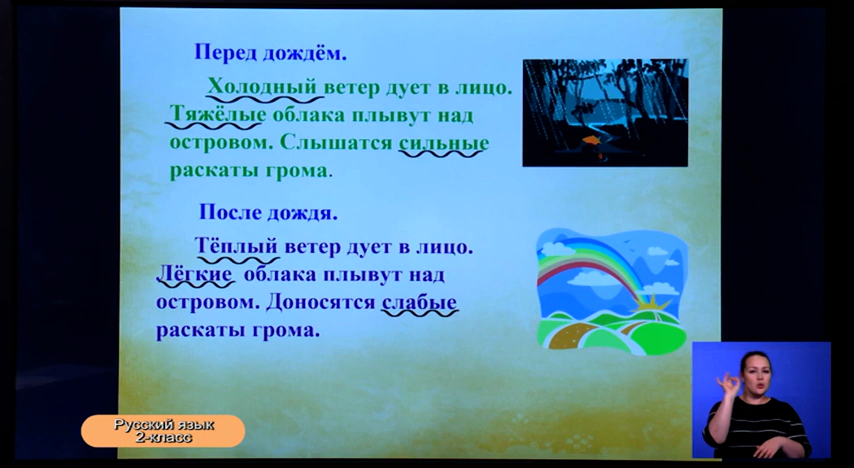 Перед дождём.
Холодный ветер дует в лицо.
Тяжёлые облака плывут над
островом. Слышатся сильные
раскаты грома.
После дождя.
Тёплый ветер дует в лицо.
Лёгкие облака плывут над
островом. Доносятся слабые
раскаты грома.
Русский язык
2-класс